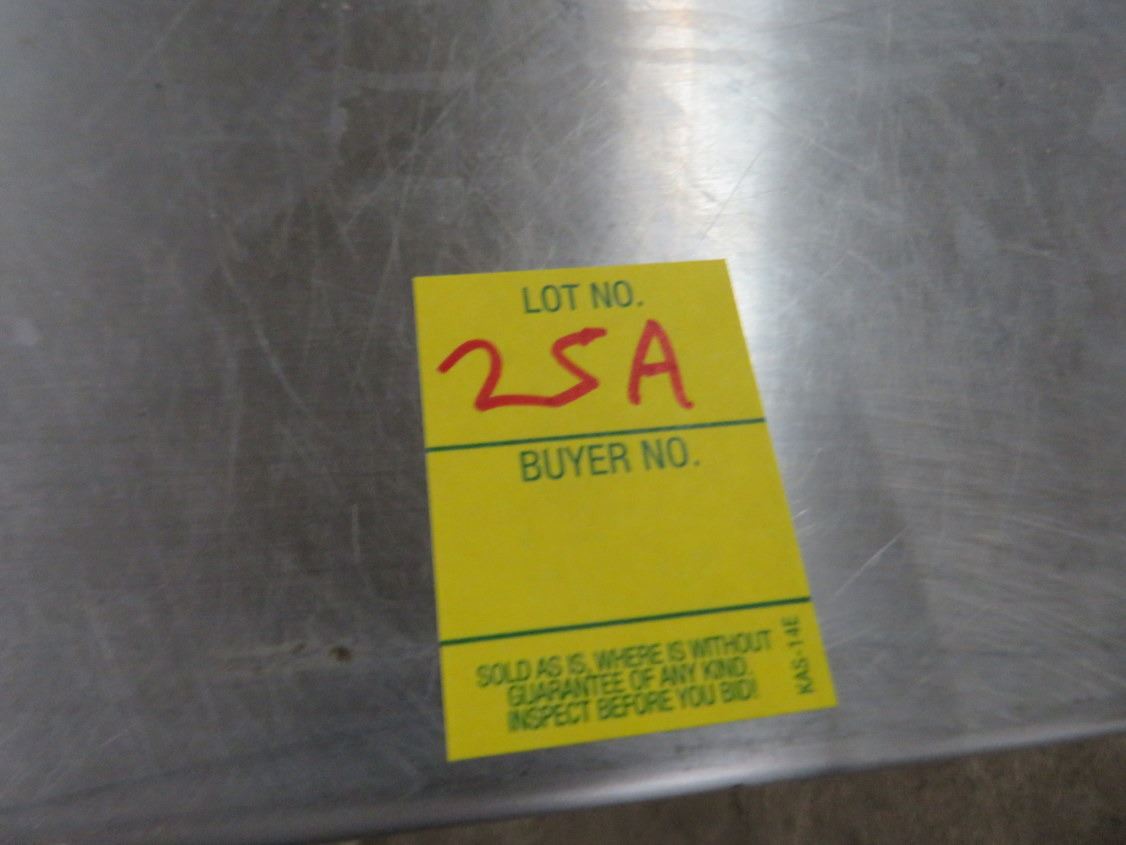 LOT NO.
25A
BUYER NO.
SOLD AS IS, WHERE IS WITHOUT
GUARANTEE OF ANY KIND.
INSPECT BEFORE YOU BID!
KAS-14E